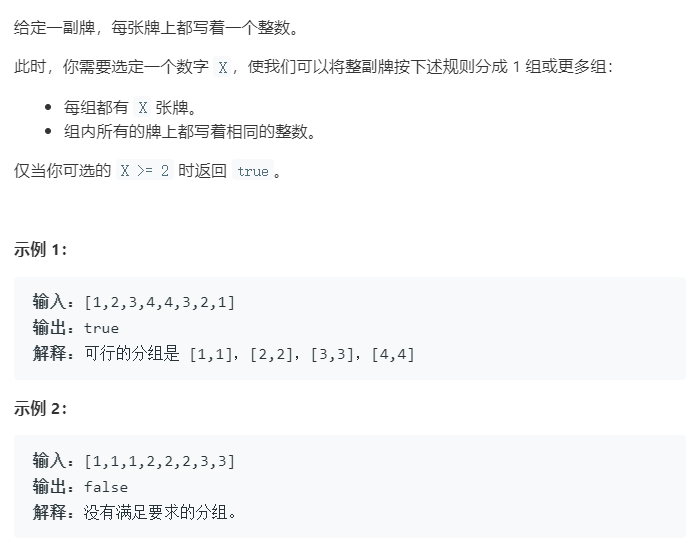 给定一副牌，每张牌上都写着一个整数。
此时，你需要选定一个数字 X，使我们可以将整副牌按下述规则分成 1 组或更多组：
每组都有 X 张牌。
组内所有的牌上都写着相同的整数。
仅当你可选的 X >= 2 时返回 true。
示例 1：
输入：[1,2,3,4,4,3,2,1]
输出：true
解释：可行的分组是 [1,1]，[2,2]，[3,3]，[4,4]
示例 2：
输入：[1,1,1,2,2,2,3,3]
输出：false
解释：没有满足要求的分组。